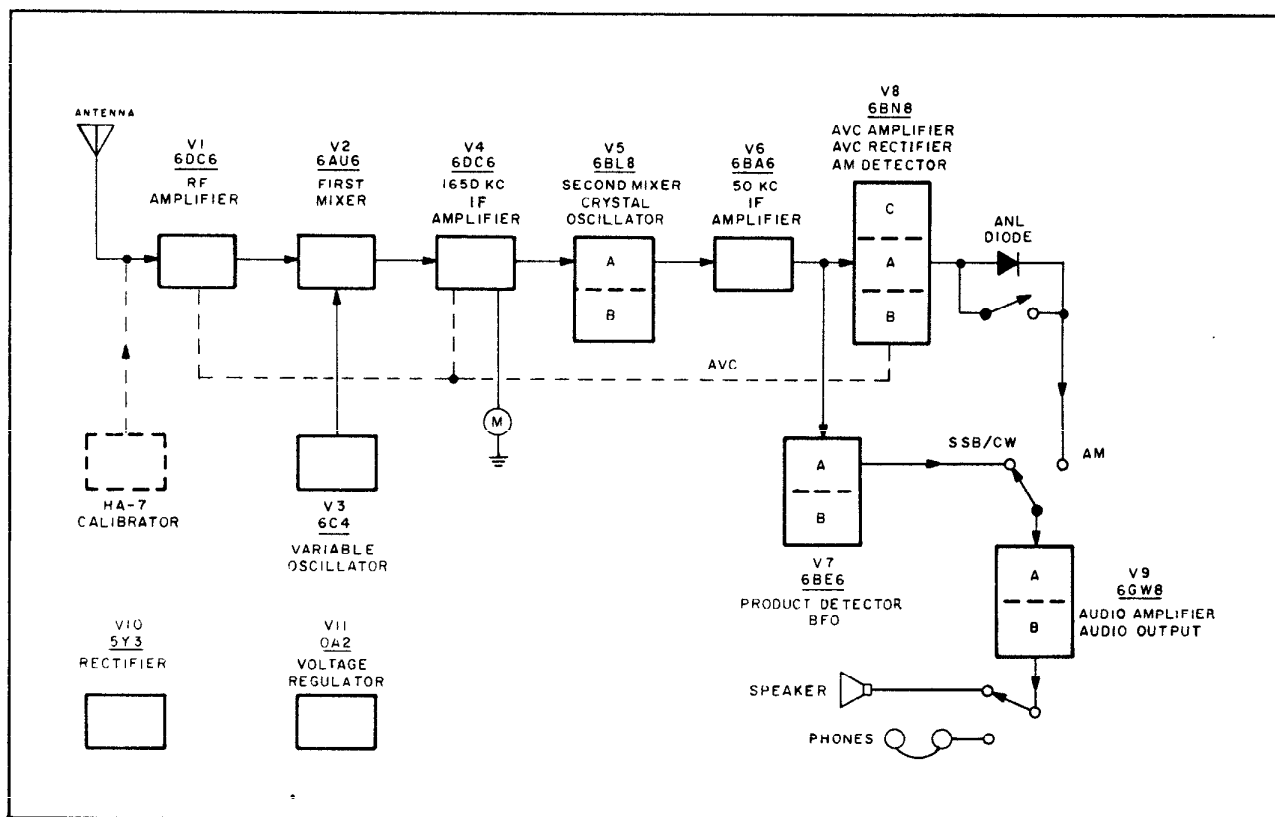 ANTENNA
V1
6DC6
RF
AMPLIFIER
V2
6AU6
FIRST
MIXER
V4
6DC6
1650 KC
IF
AMPLIFIER
V5
6BL8
SECOND MIXER
CRYSTAL
OSCILLATOR
A
B
V6
6BA6
50 KC
IF
AMPLIFIER
V8
6BN8
AVC AMPLIFIER
AVC RECTIFIER
AM DETECTOR
C
A
B
ANL
DIODE
AVC
M
HA-7
CALIBRATOR
V3
6C4
VARIABLE
OSCILLATOR
A
B
V7
6BE6
PRODUCT DETECTOR
BFO
SSB/CW
AM
A
B
V9
6GW8
AUDIO AMPLIFIER
AUDIO OUTPUT
V10
5Y3
RECTIFIER
V11
OA2
VOLTAGE
REGULATOR
SPEAKER
PHONES